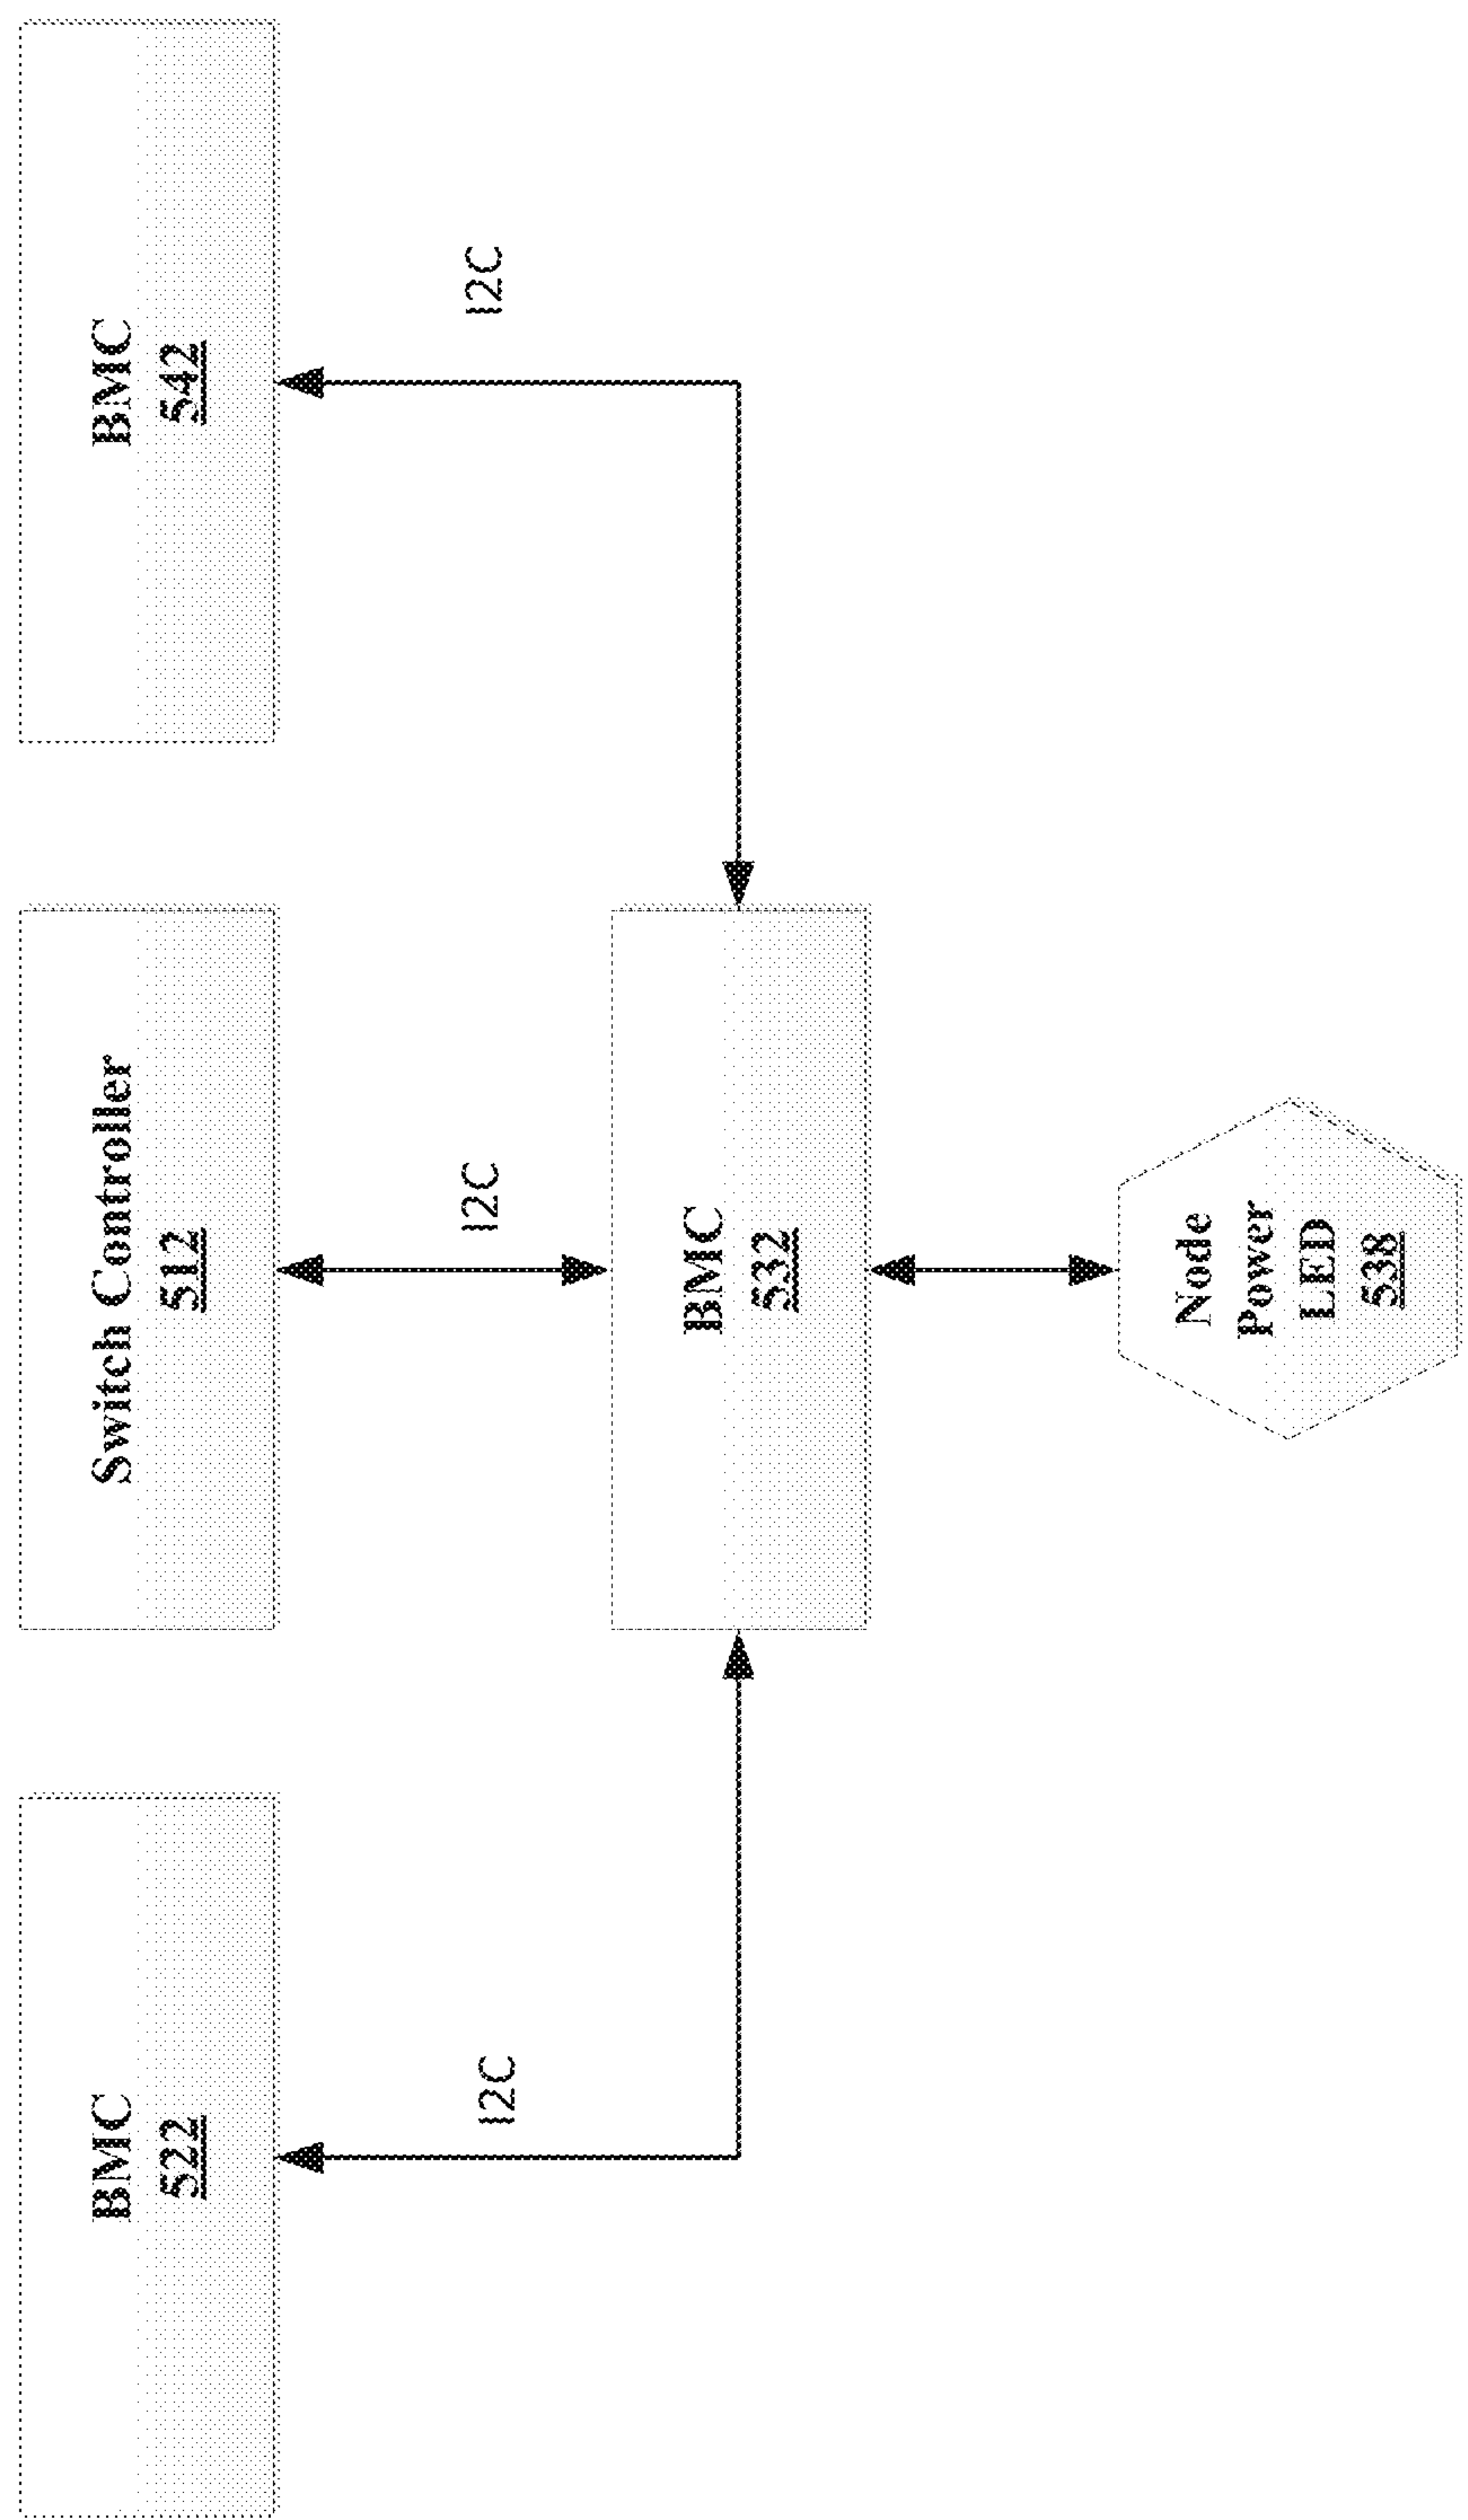 BMC
522
Switch Controller
512
BMC
542
I2C
I2C
I2C
BMC
532
Node
Power
LED
538